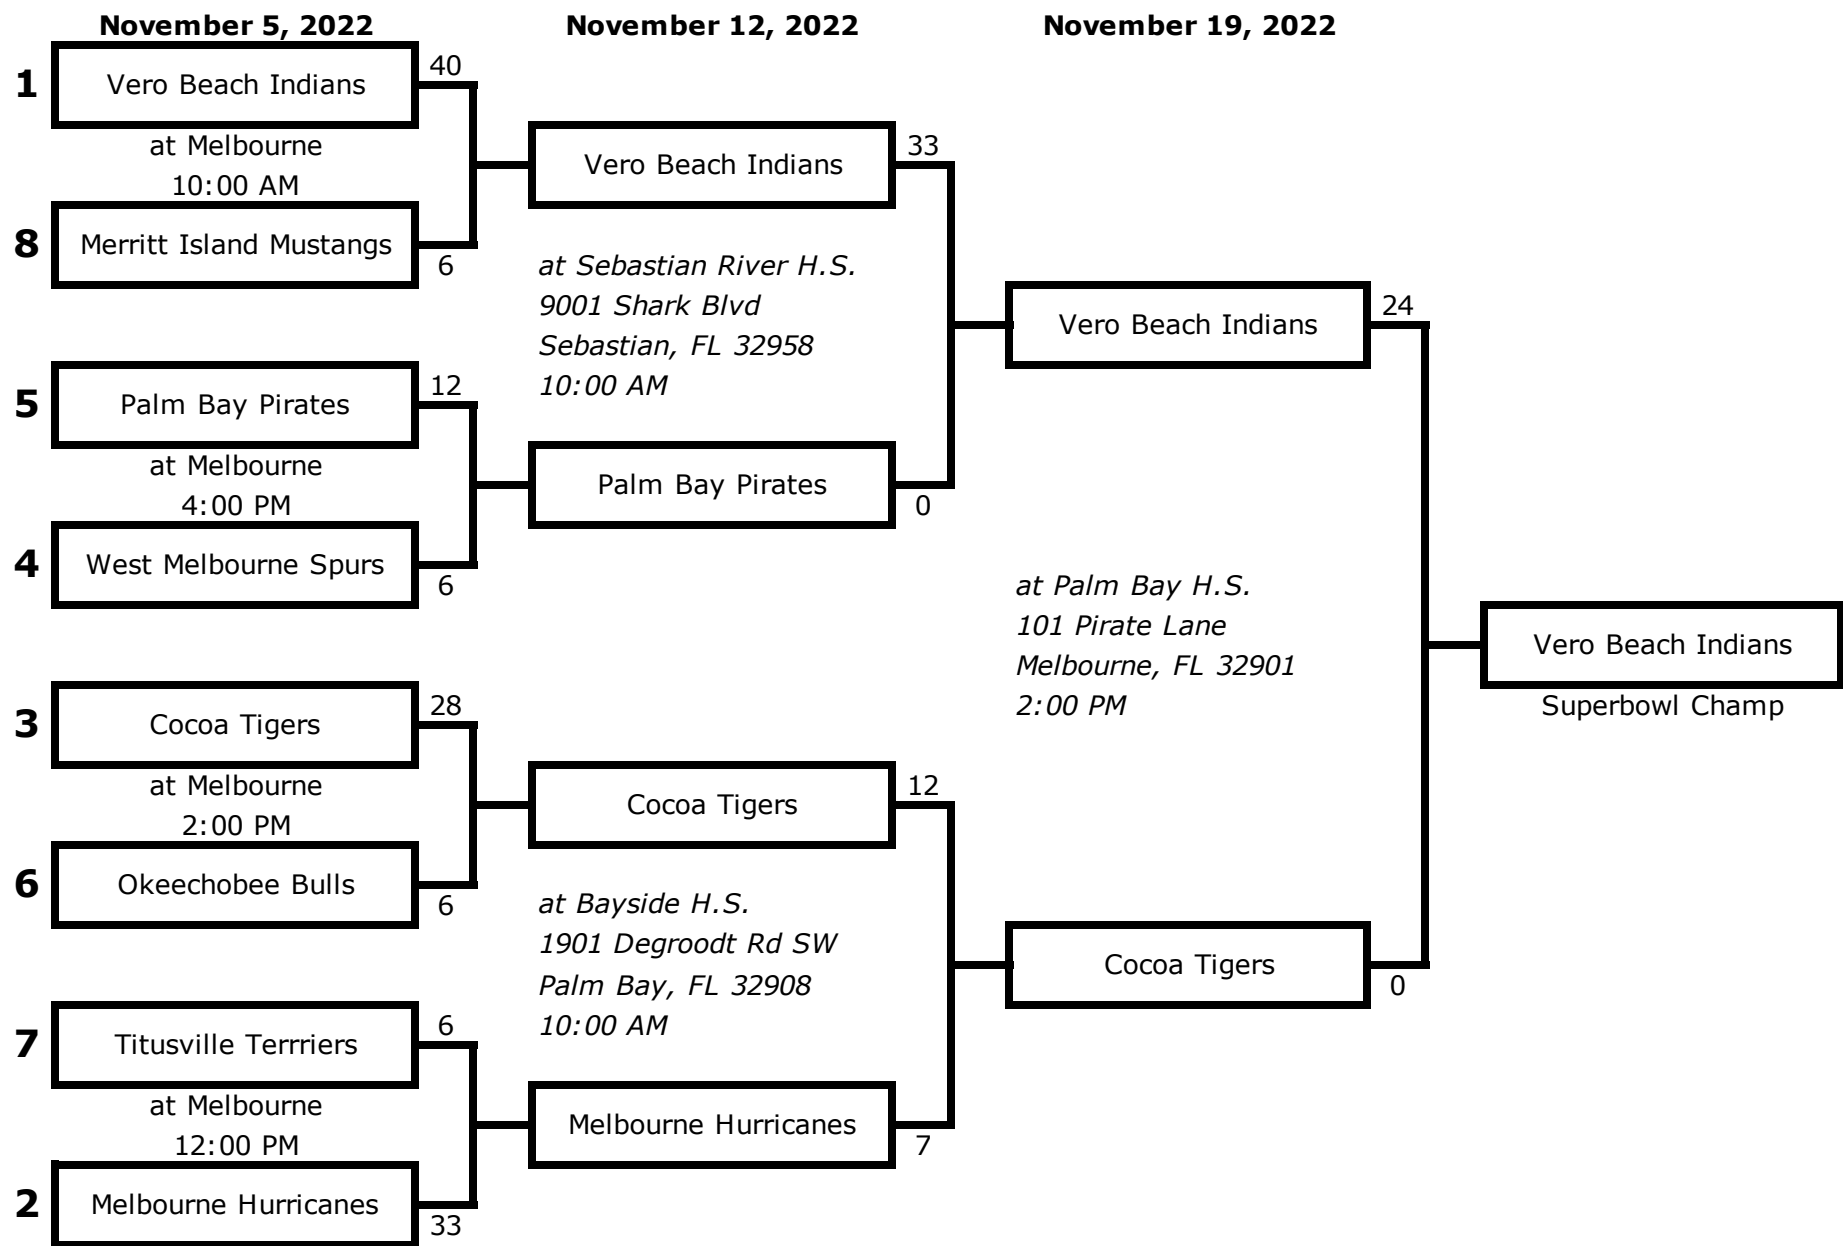 November 5, 2022
November 12, 2022
November 19, 2022
1
Vero Beach Indians
40
at Melbourne
10:00 AM
8
Merritt Island Mustangs
6
5
Palm Bay Pirates
12
at Melbourne
4:00 PM
4
West Melbourne Spurs
6
3
Cocoa Tigers
28
at Melbourne
2:00 PM
6
Okeechobee Bulls
6
7
Titusville Terrriers
6
at Melbourne
12:00 PM
2
Melbourne Hurricanes
33
Vero Beach Indians
33
at Sebastian River H.S.
9001 Shark Blvd
Sebastian, FL 32958
10:00 AM
Palm Bay Pirates
0
Cocoa Tigers
12
at Bayside H.S.
1901 Degroodt Rd SW
Palm Bay, FL 32908
10:00 AM
Melbourne Hurricanes
7
Vero Beach Indians
24
at Palm Bay H.S.
101 Pirate Lane
Melbourne, FL 32901
2:00 PM
Cocoa Tigers
0
Vero Beach Indians
Superbowl Champ